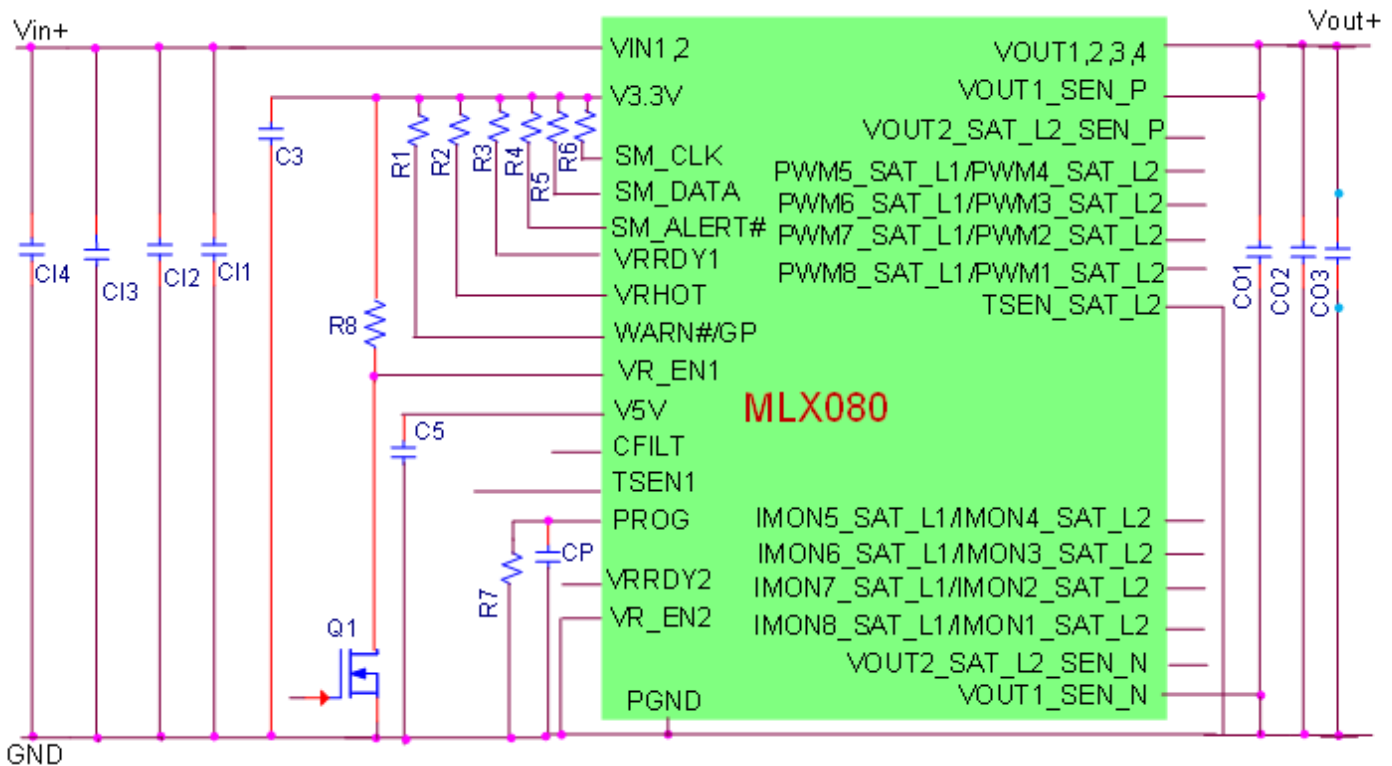 Vin+
Vout+
VIN1,2
VOUT1,2,3,4
V3.3V
VOUT1_SEN_P
C3
VOUT2_SAT_L2_SEN_P
R1
R2
R3
R4
R5
R6
SM_CLK
PWM5_SAT_L1/PWM4_SAT_L2
SM_DATA
PWM6_SAT_L1/PWM3_SAT_L2
SM_ALERT#
PWM7_SAT_L1/PWM2_SAT_L2
VRRDY1
PWM8_SAT_L1/PWM1_SAT_L2
CI4
CI3
CI2
CI1
VRHOT
TSEN_SAT_L2
CO1
CO2
CO3
R8
WARN#/GP
VR_EN1
MLX080
V5V
C5
CFILT
TSEN1
PROG
IMON5_SAT_L1/IMON4_SAT_L2
CP
IMON6_SAT_L1/IMON3_SAT_L2
R7
VRRDY2
IMON7_SAT_L1/IMON2_SAT_L2
Q1
VR_EN2
IMON8_SAT_L1/IMON1_SAT_L2
VOUT2_SAT_L2_SEN_N
PGND
VOUT1_SEN_N
GND